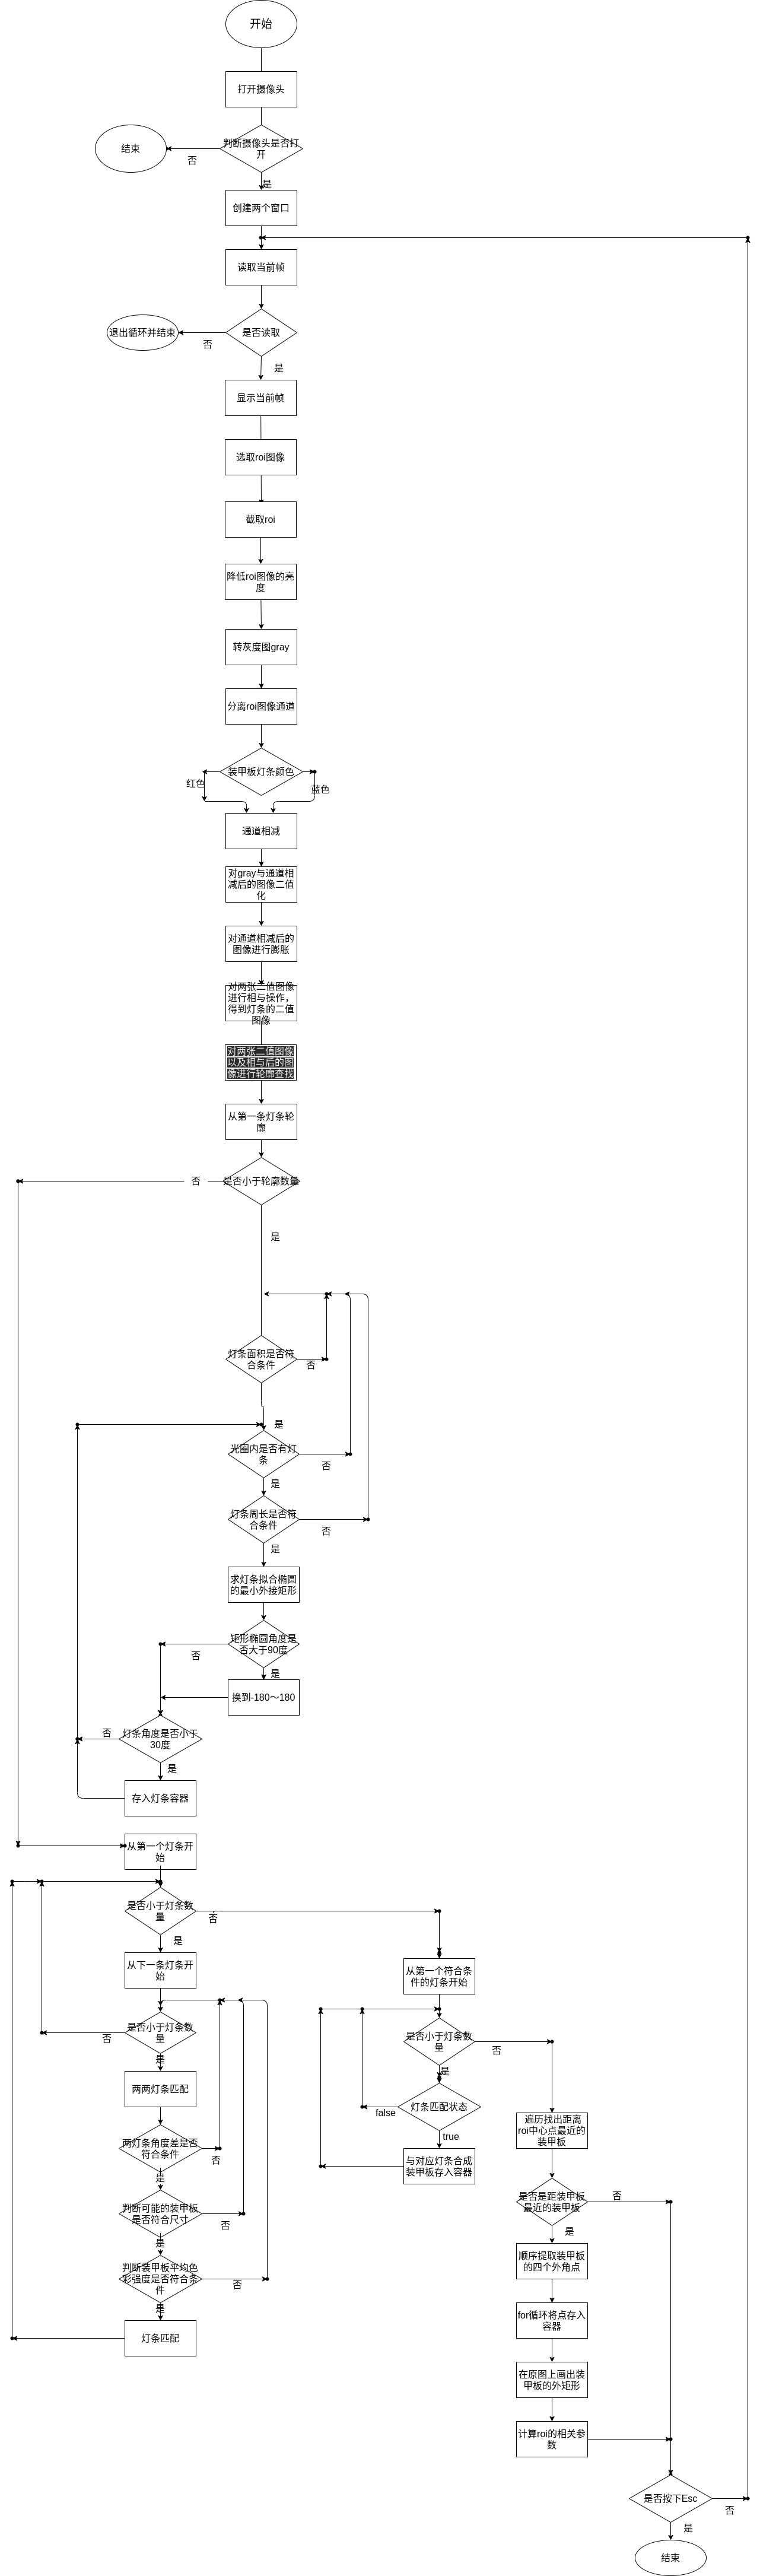 开始
打开摄像头
判断摄像头是否打
开
结束
否
是
创建两个窗口
读取当前帧
是否读取
退出循环并结束
否
是
显示当前帧
选取roi图像
截取roi
降低roi图像的亮
度
转灰度图gray
分离roi图像通道
装甲板灯条颜色
红色
蓝色
通道相减
对gray与通道相
减后的图像二值
化
对通道相减后的
图像进行膨胀
对两张二值图像
进行相与操作，
得到灯条的二值
图像
对两张二值图像
以及相与后的图
像进行轮廓查找
从第一条灯条轮
廓
是否小于轮廓数量
否
是
灯条面积是否符
合条件
否
是
光圈内是否有灯
条
否
是
灯条周长是否符
合条件
否
是
求灯条拟合椭圆
的最小外接矩形
矩形椭圆角度是
否大于90度
否
是
换到-180～180
灯条角度是否小于
30度
否
是
存入灯条容器
从第一个灯条开
始
是否小于灯条数
量
否
是
从下一条灯条开
始
是否小于灯条数
量
否
是
两两灯条匹配
两灯条角度差是否
符合条件
否
是
判断可能的装甲板
是否符合尺寸
否
是
判断装甲板平均色
彩强度是否符合条
件
否
是
灯条匹配
从第一个符合条
件的灯条开始
是否小于灯条数
量
否
是
灯条匹配状态
false
true
与对应灯条合成
装甲板存入容器
遍历找出距离
roi中心点最近的
装甲板
是否是距装甲板
最近的装甲板
否
是
顺序提取装甲板
的四个外角点
for循环将点存入
容器
在原图上画出装
甲板的外矩形
计算roi的相关参
数
是否按下Esc
否
是
结束